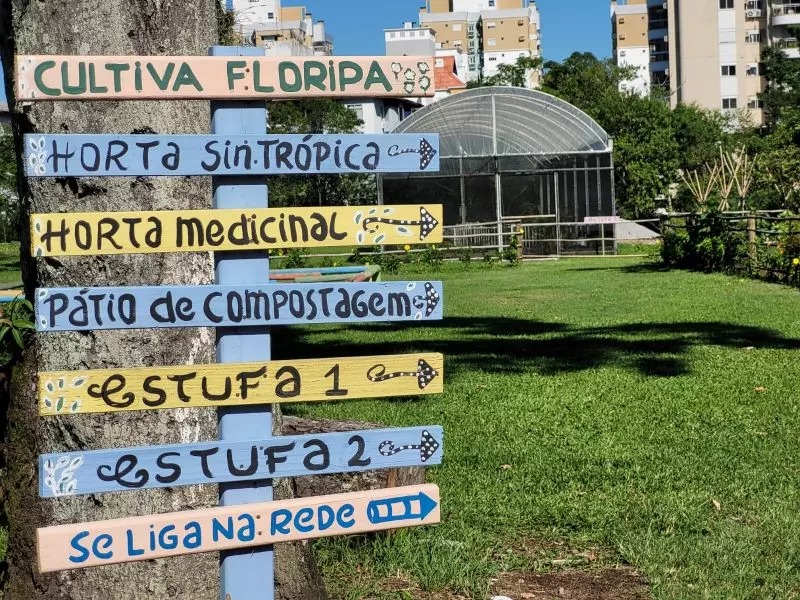 CULTIVA FLORIPA
HORTA SINTRÓPICA
HORTA MEDICINAL
PÁTIO DE COMPOSTAGEM
ESTUFA 1
ESTUFA 2
SE LIGA NA REDE